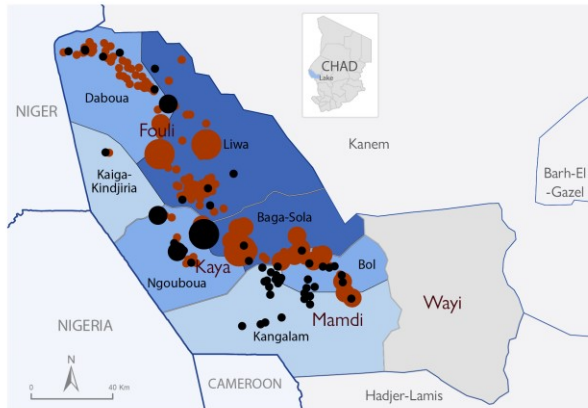 CHAD
Lake
NIGER
Daboua
Fouli
Liwa
Kanem
Kaiga-
Kindjiria
Barh-El
-Gazel
Baga-Sola
Kaya
Bol
Ngouboua
Mamdi
Wayi
NIGERIA
Kangalam
N
0
40 Km
CAMEROON
Hadjer-Lamis